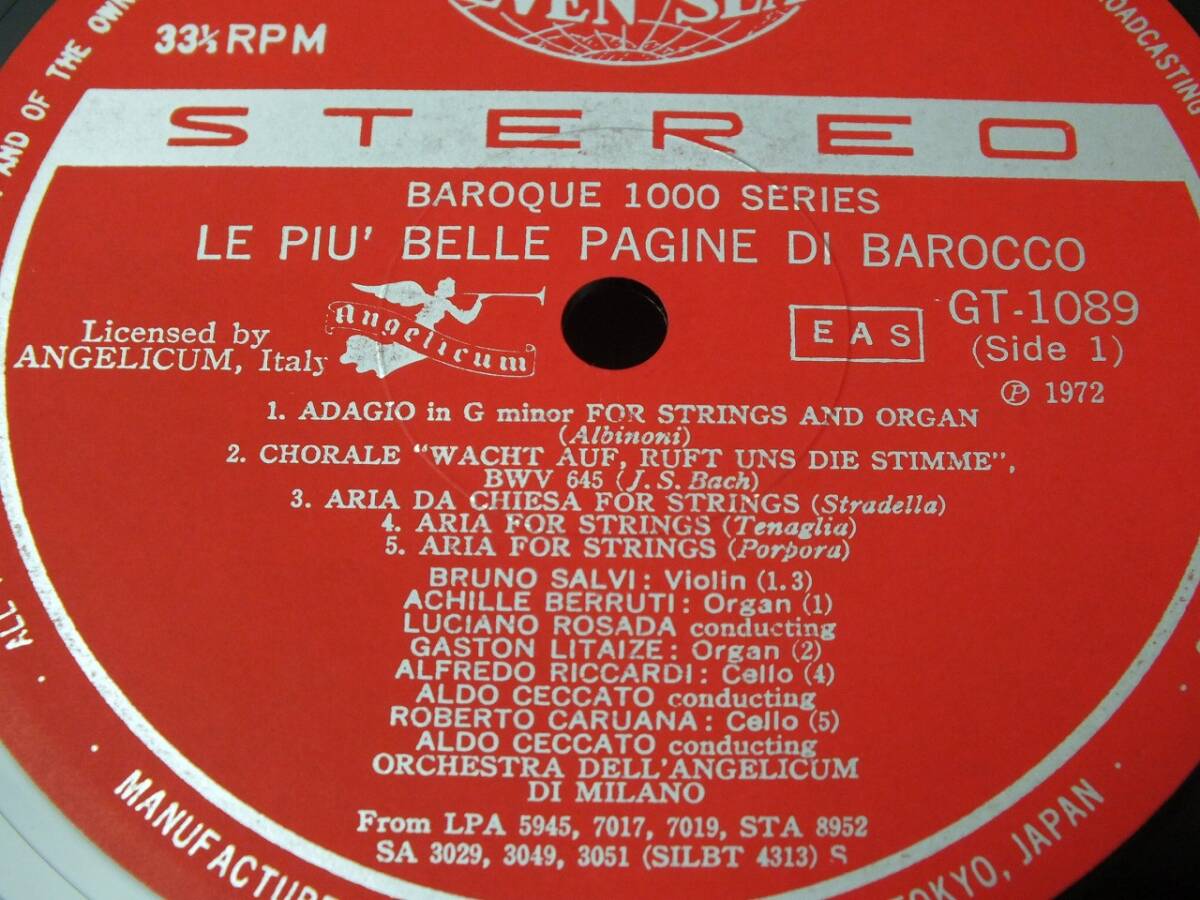 33⅓ RPM
STEREO
BAROQUE 1000 SERIES
LE PIU' BELLE PAGINE DI BAROCCO
Licensed by
ANGELICUM, Italy
angelicum
EAS
GT-1089
(Side 1)
Ⓟ 1972
1. ADAGIO in G minor FOR STRINGS AND ORGAN
(Albinoni)
2. CHORALE "WACHT AUF, RUFT UNS DIE STIMME",
BWV 645 (J. S. Bach)
3. ARIA DA CHIESA FOR STRINGS (Stradella)
4. ARIA FOR STRINGS (Tenaglia)
5. ARIA FOR STRINGS (Porpora)
BRUNO SALVI: Violin (1.3)
ACHILLE BERRUTI: Organ (1)
LUCIANO ROSADA conducting
GASTON LITAIZE: Organ (2)
ALFREDO RICCARDI: Cello (4)
ALDO CECCATO conducting
ROBERTO CARUANA: Cello (5)
ALDO CECCATO conducting
ORCHESTRA DELL'ANGELICUM
DI MILANO
From LPA 5945, 7017, 7019, STA 8952
SA 3029, 3049, 3051 (SILBT 4313) S
ALL
AND OF THE OWN
BROADCASTING
MANUFACTURE
TOKYO, JAPAN